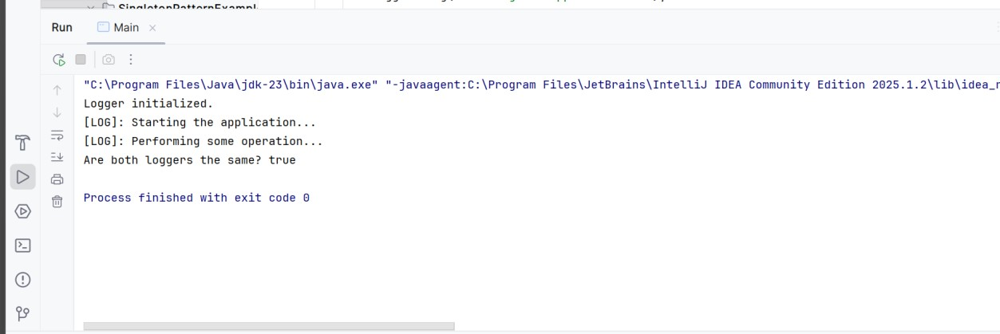 SingletonPatternExampl
Run
Main
"C:\Program Files\Java\jdk-23\bin\java.exe" "-javaagent:C:\Program Files\JetBrains\IntelliJ IDEA Community Edition 2025.1.2\lib\idea_r
Logger initialized.
[LOG]: Starting the application...
[LOG]: Performing some operation...
Are both loggers the same? true
Process finished with exit code 0